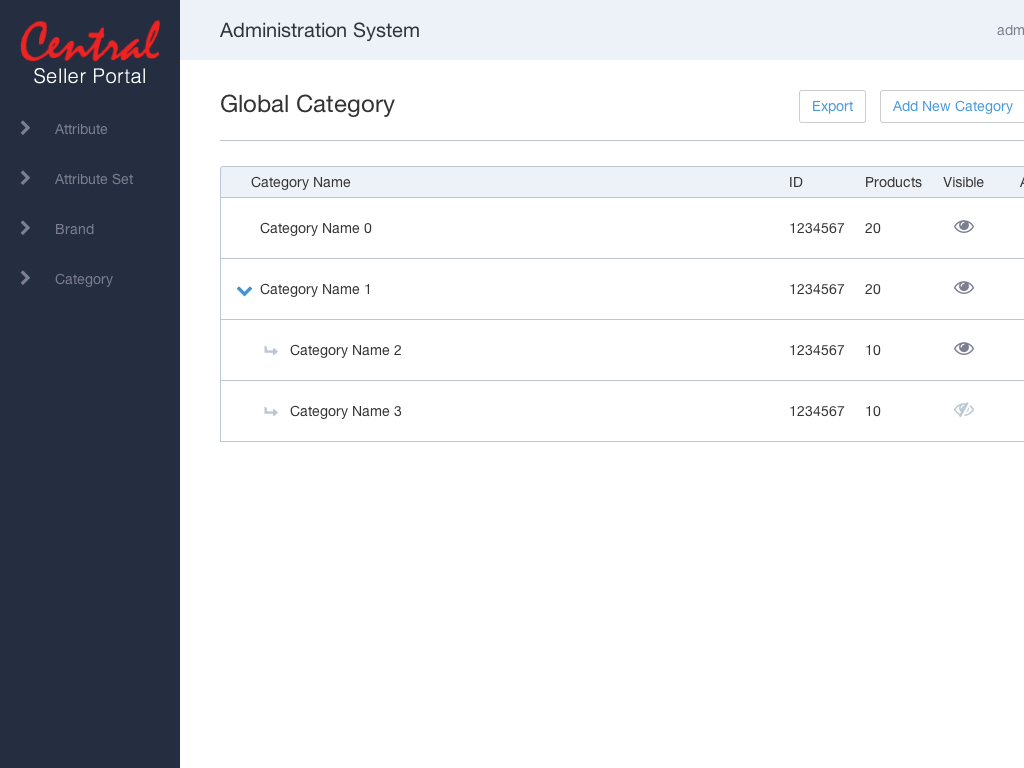 Central
Seller Portal
Attribute
Attribute Set
Brand
Category
Administration System
adm
Global Category
Export
Add New Category
Category Name ID Products Visible A
Category Name 0 1234567 20
Category Name 1 1234567 20
Category Name 2 1234567 10
Category Name 3 1234567 10